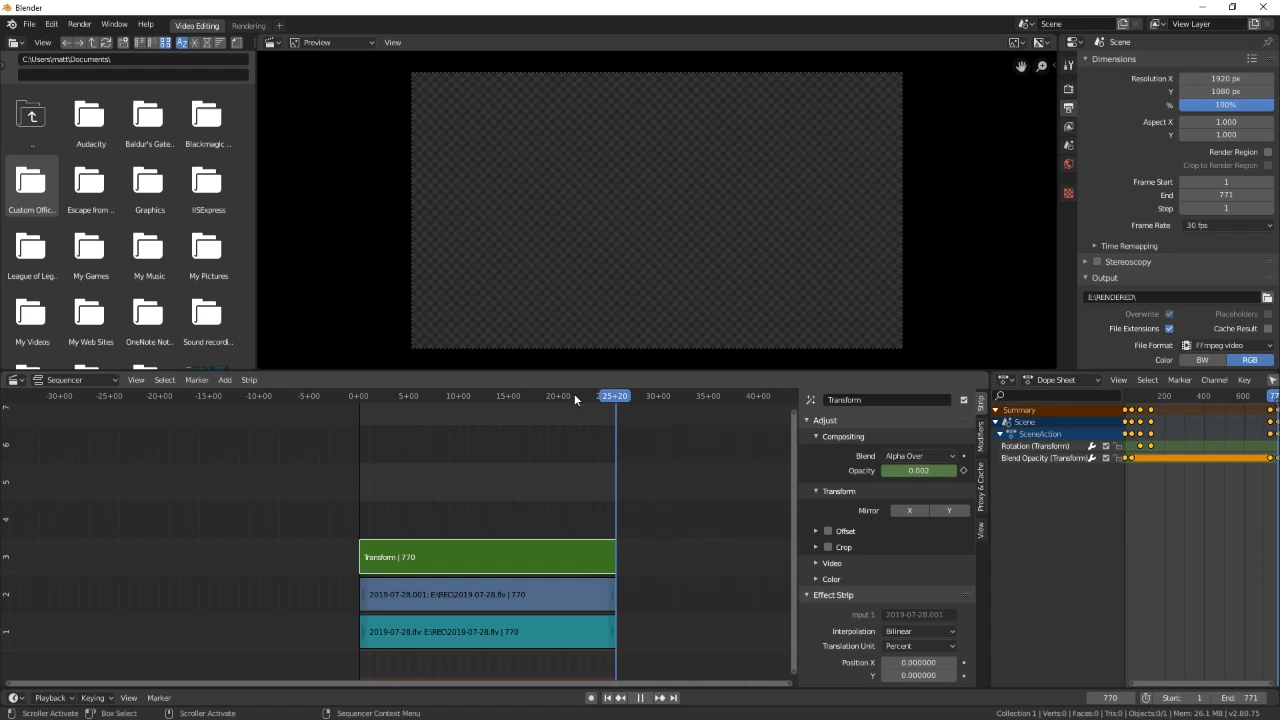 Blender
File Edit Render Window Help Video Editing Rendering + Scene View Layer
View Preview View Scene
C:\Users\matt\Documents\
.. Audacity Baldur's Gate.. Blackmagic ..
Custom Offic.. Escape from .. Graphics IISExpress
League of Leg.. My Games My Music My Pictures
My Videos My Web Sites OneNote Not.. Sound recordi..
Dimensions
Resolution X 1920 px
Y 1080 px
% 100%
Aspect X 1.000
Y 1.000
Render Region
Crop to Render Region
Frame Start 1
End 771
Step 1
Frame Rate 30 fps
Time Remapping
Stereoscopy
Output
E:\RENDERED\
Overwrite Placeholders
File Extensions Cache Result
File Format FFmpeg video
Color BW RGB
Sequencer View Select Marker Add Strip
-30+00 -25+00 -20+00 -15+00 -10+00 -5+00 0+00 5+00 10+00 15+00 20+00 25+20 30+00 35+00 40+00
7
6
5
4
3 Transform | 770
2 2019-07-28.001: E:\REC\2019-07-28.flv | 770
1 2019-07-28.flv: E:\REC\2019-07-28.flv | 770
Transform
Adjust
Compositing
Blend Alpha Over
Opacity 0.002
Transform
Mirror X Y
Offset
Crop
Video
Color
Effect Strip
Input 1 2019-07-28.001
Interpolation Bilinear
Translation Unit Percent
Position X 0.000000
Y 0.000000
Strip
Modifiers
Proxy & Cache
View
Dope Sheet View Select Marker Channel Key
200 400 600 77
Summary
Scene
SceneAction
Rotation (Transform)
Blend Opacity (Transform)
Playback Keying View Marker 770 Start: 1 End: 771
Scroll Activate Box Select Scroll Activate Sequencer Context Menu Collection 1 | Verts:0 | Faces:0 | Tris:0 | Objects:0/1 | Mem: 26.1 MB | v2.80.75